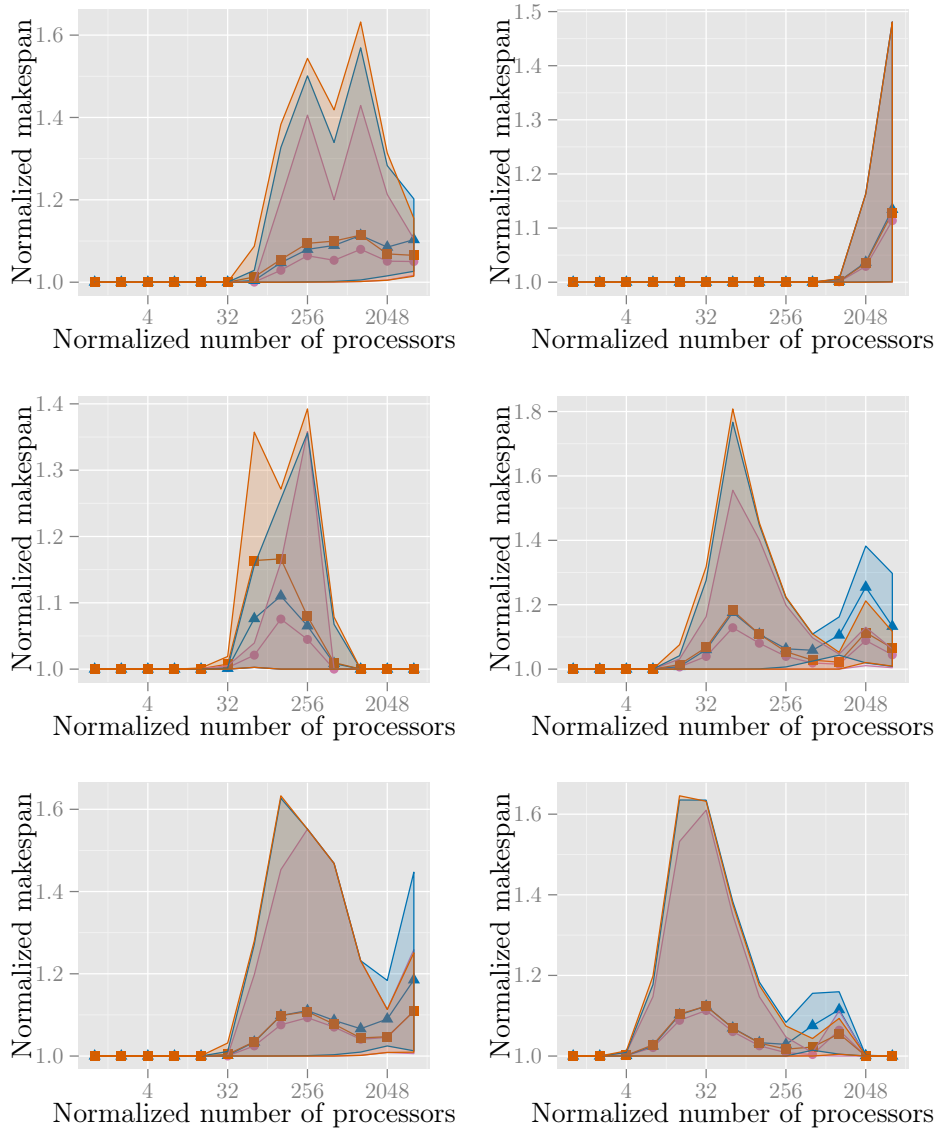 Normalized makespan
1.6
1.4
1.2
1.0
4 32 256 2048
Normalized number of processors
Normalized makespan
1.5
1.4
1.3
1.2
1.1
1.0
4 32 256 2048
Normalized number of processors
Normalized makespan
1.4
1.3
1.2
1.1
1.0
4 32 256 2048
Normalized number of processors
Normalized makespan
1.8
1.6
1.4
1.2
1.0
4 32 256 2048
Normalized number of processors
Normalized makespan
1.6
1.4
1.2
1.0
4 32 256 2048
Normalized number of processors
Normalized makespan
1.6
1.4
1.2
1.0
4 32 256 2048
Normalized number of processors